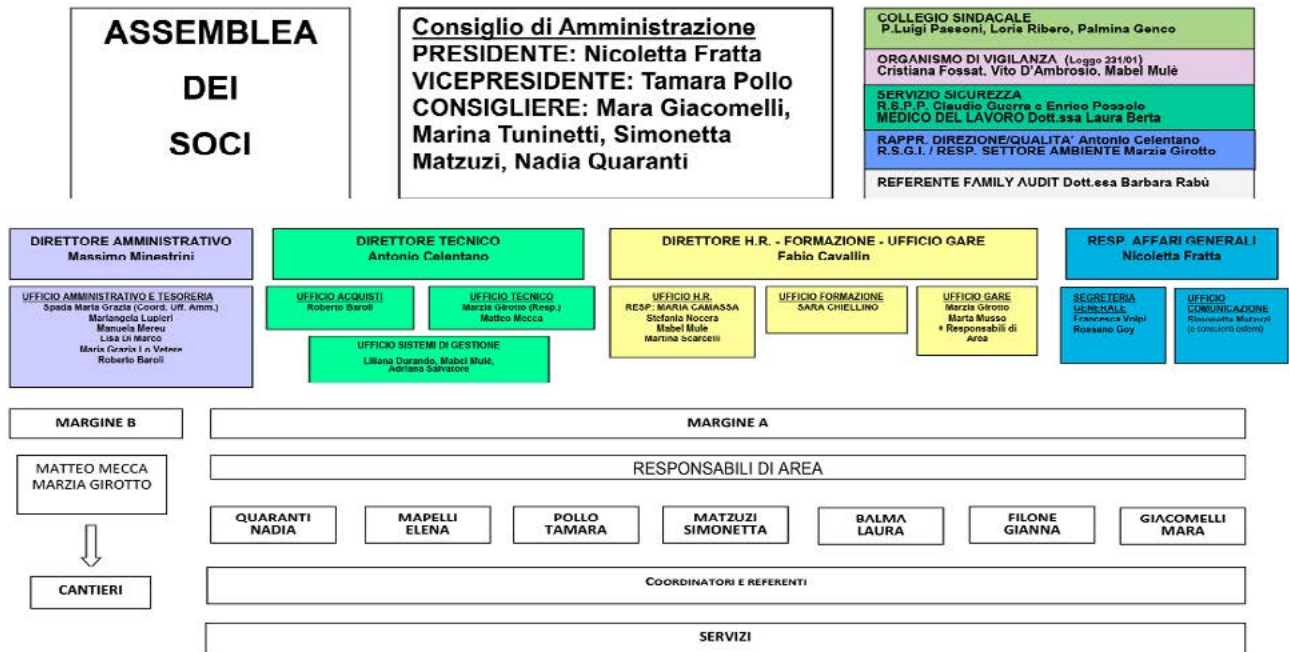 ASSEMBLEA
DEI
SOCI
Consiglio di Amministrazione
PRESIDENTE: Nicoletta Fratta
VICEPRESIDENTE: Tamara Pollo
CONSIGLIERE: Mara Giacomelli,
Marina Tuninetti, Simonetta
Matzuzi, Nadia Quaranti
COLLEGIO SINDACALE
P.Luigi Passoni, Loris Ribero, Palmina Genco
ORGANISMO DI VIGILANZA (Legge 231/01)
Cristiana Fossat, Vito D'Ambrosio, Mabel Mulè
SERVIZIO SICUREZZA
R.S.P.P. Claudio Guerra e Enrico Possolo
MEDICO DEL LAVORO Dott.ssa Laura Berta
RAPPR. DIREZIONE/QUALITA' Antonio Celentano
R.S.G.I. / RESP. SETTORE AMBIENTE Marzia Girotto
REFERENTE FAMILY AUDIT Dott.ssa Barbara Rabù
DIRETTORE AMMINISTRATIVO
Massimo Minestrini
DIRETTORE TECNICO
Antonio Celentano
DIRETTORE H.R. - FORMAZIONE - UFFICIO GARE
Fabio Cavallin
RESP. AFFARI GENERALI
Nicoletta Fratta
UFFICIO AMMINISTRATIVO E TESORERIA
Spada Maria Grazia (Coord. Uff. Amm.)
Mariangela Lupieri
Manuela Mereu
Lisa Di Marco
Maria Grazia Lo Vetere
Roberto Baroli
UFFICIO ACQUISTI
Roberto Baroli
UFFICIO TECNICO
Marzia Girotto (Resp.)
Matteo Mecca
UFFICIO SISTEMI DI GESTIONE
Liliana Durando, Mabel Mulè,
Adriana Salvatore
UFFICIO H.R.
RESP: MARIA CAMASSA
Stefania Nocera
Mabel Mulè
Martina Scarcelli
UFFICIO FORMAZIONE
SARA CHIELLINO
UFFICIO GARE
Marzia Girotto
Marta Musso
+ Responsabili di
Area
SEGRETERIA
GENERALE
Francesca Volpi
Rossano Goy
UFFICIO
COMUNICAZIONE
Simonetta Matzuzi
(e consulenti esterni)
MARGINE B
MARGINE A
MATTEO MECCA
MARZIA GIROTTO
RESPONSABILI DI AREA
QUARANTI
NADIA
MAPELLI
ELENA
POLLO
TAMARA
MATZUZI
SIMONETTA
BALMA
LAURA
FILONE
GIANNA
GIACOMELLI
MARA
CANTIERI
COORDINATORI E REFERENTI
SERVIZI